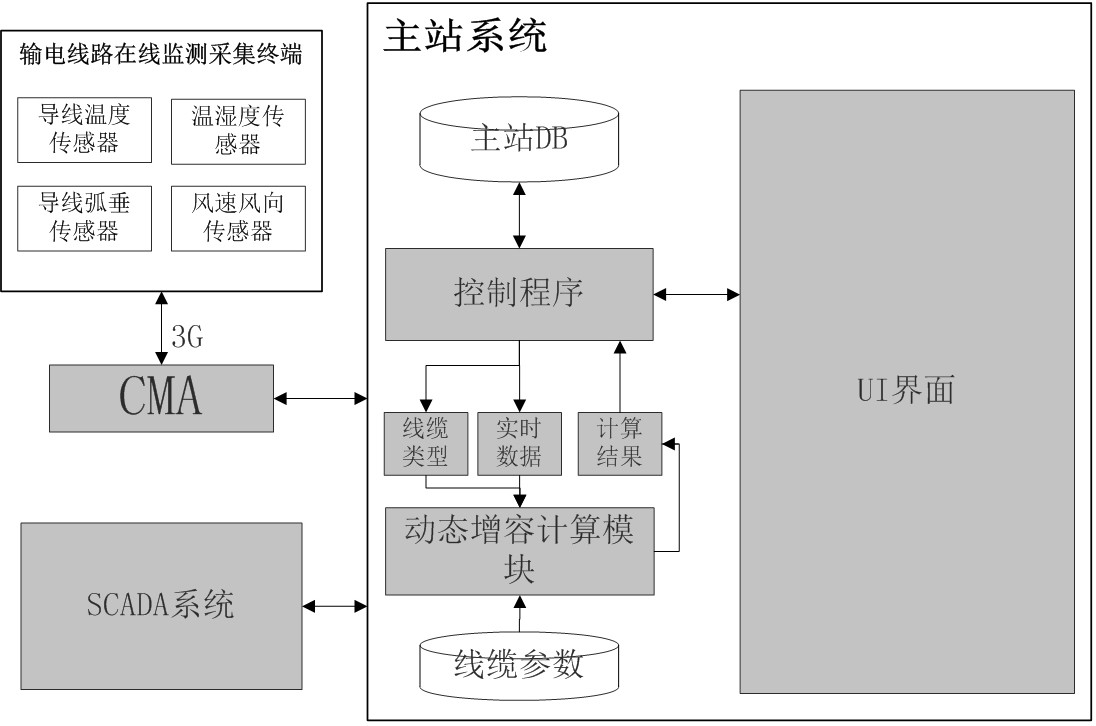 输电线路在线监测采集终端
导线温度
传感器
温湿度传
感器
导线弧垂
传感器
风速风向
传感器
3G
CMA
SCADA系统
主站系统
主站DB
控制程序
线缆
类型
实时
数据
计算
结果
动态增容计算模
块
线缆参数
UI界面